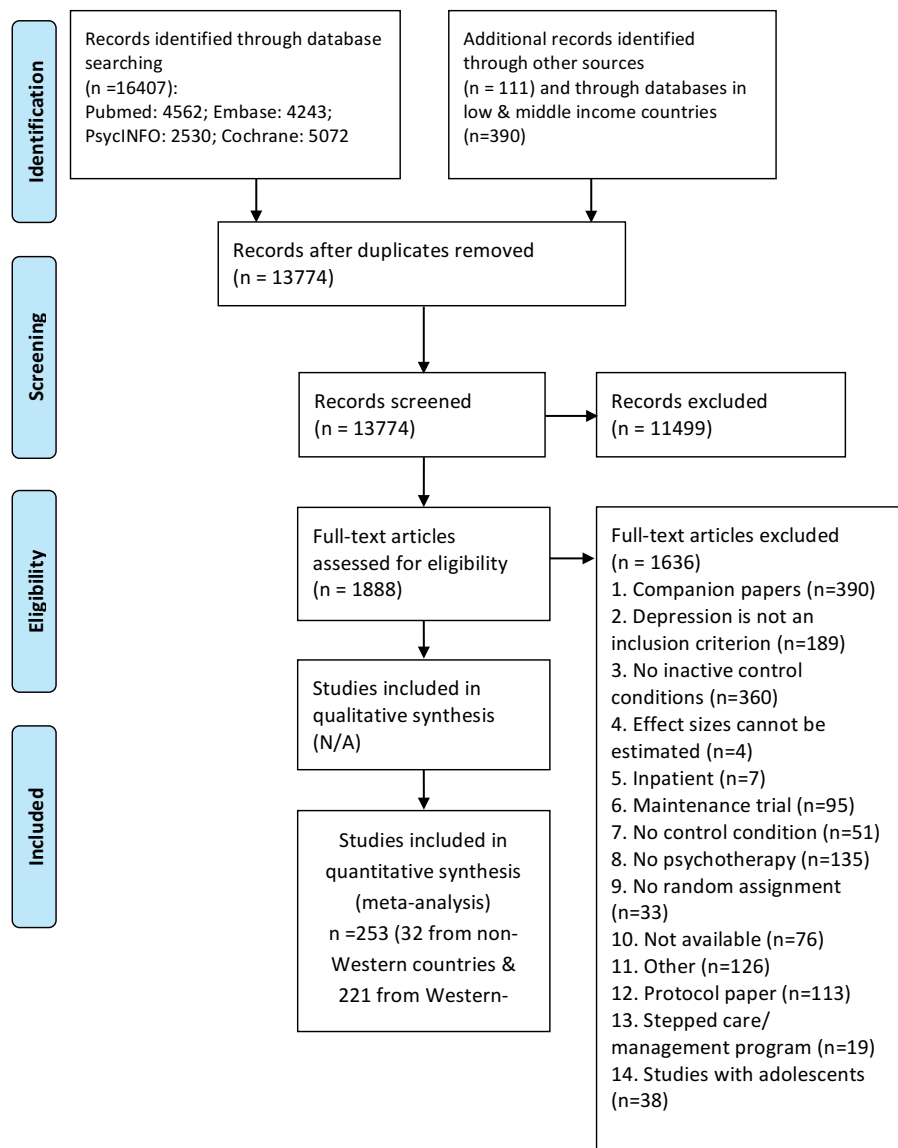 Identification
Records identified through database
searching
(n =16407):
Pubmed: 4562; Embase: 4243;
PsycINFO: 2530; Cochrane: 5072
Additional records identified
through other sources
(n = 111) and through databases in
low & middle income countries
(n=390)
Records after duplicates removed
(n = 13774)
Screening
Records screened
(n = 13774)
Records excluded
(n = 11499)
Eligibility
Full-text articles
assessed for eligibility
(n = 1888)
Full-text articles excluded
(n = 1636)
1. Companion papers (n=390)
2. Depression is not an
inclusion criterion (n=189)
3. No inactive control
conditions (n=360)
4. Effect sizes cannot be
estimated (n=4)
5. Inpatient (n=7)
6. Maintenance trial (n=95)
7. No control condition (n=51)
8. No psychotherapy (n=135)
9. No random assignment
(n=33)
10. Not available (n=76)
11. Other (n=126)
12. Protocol paper (n=113)
13. Stepped care/
management program (n=19)
14. Studies with adolescents
(n=38)
Studies included in
qualitative synthesis
(N/A)
Included
Studies included in
quantitative synthesis
(meta-analysis)
n =253 (32 from non-
Western countries &
221 from Western-